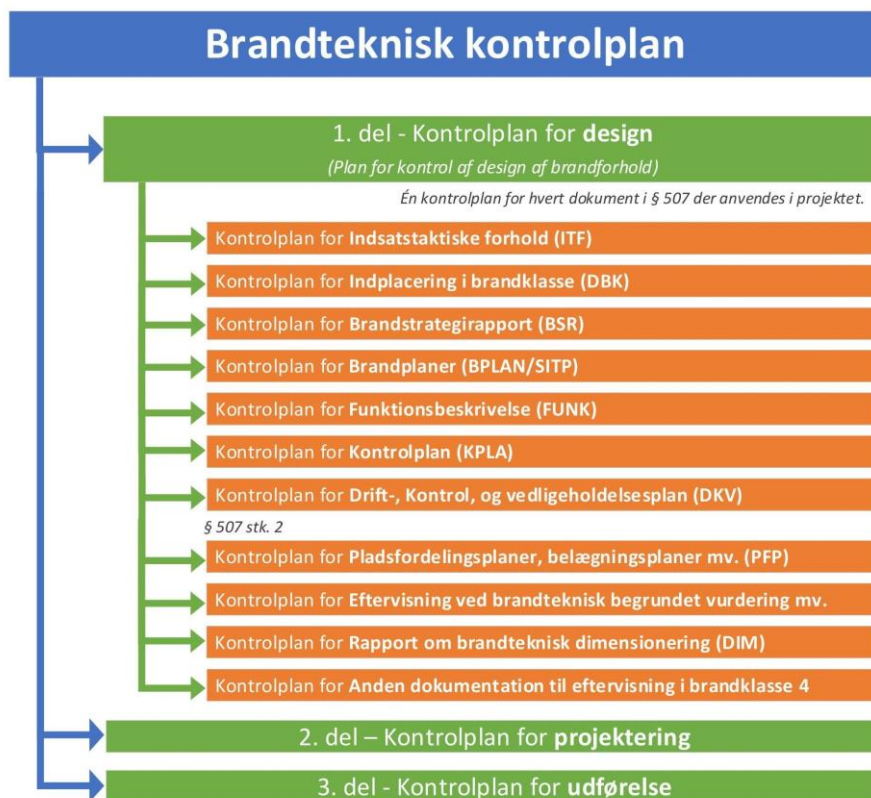 Brandteknisk kontrolplan
1. del - Kontrolplan for design
(Plan for kontrol af design af brandforhold)
Én kontrolplan for hvert dokument i § 507 der anvendes i projektet.
Kontrolplan for Indsatstaktiske forhold (ITF)
Kontrolplan for Indplacering i brandklasse (DBK)
Kontrolplan for Brandstrategirapport (BSR)
Kontrolplan for Brandplaner (BPLAN/SITP)
Kontrolplan for Funktionsbeskrivelse (FUNK)
Kontrolplan for Kontrolplan (KPLA)
Kontrolplan for Drift-, Kontrol, og vedligeholdelsesplan (DKV)
§ 507 stk. 2
Kontrolplan for Pladsfordelingsplaner, belægningsplaner mv. (PFP)
Kontrolplan for Eftervisning ved brandteknisk begrundet vurdering mv.
Kontrolplan for Rapport om brandteknisk dimensionering (DIM)
Kontrolplan for Anden dokumentation til eftervisning i brandklasse 4
2. del – Kontrolplan for projektering
3. del - Kontrolplan for udførelse